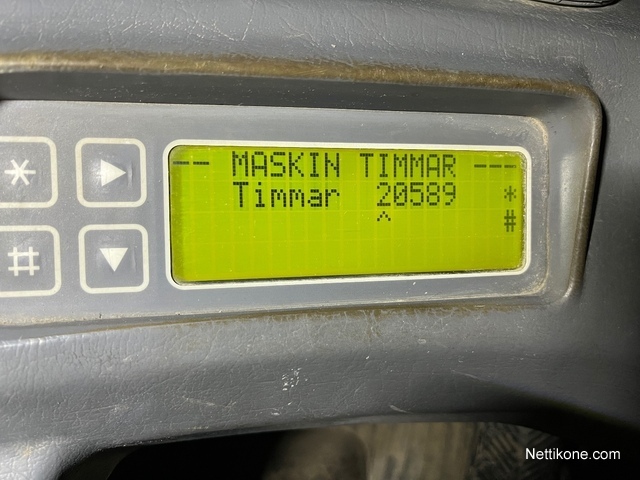 -- MASKIN TIMMAR ---
Timmar 20589 *
^ #
*
#
Nettikone.com